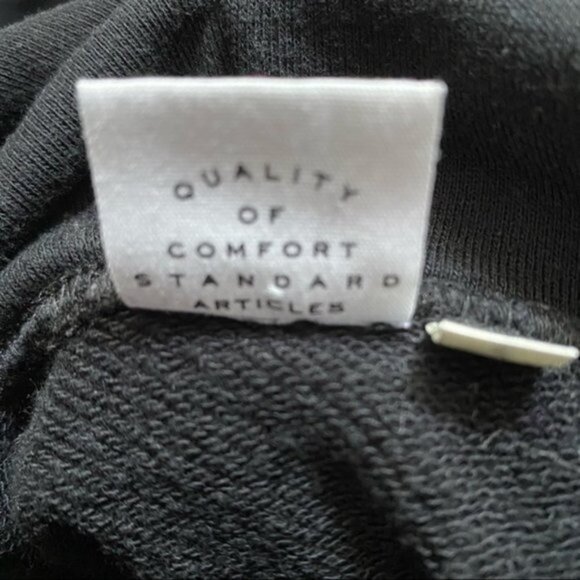 QUALITY
OF
COMFORT
STANDARD
ARTICLES